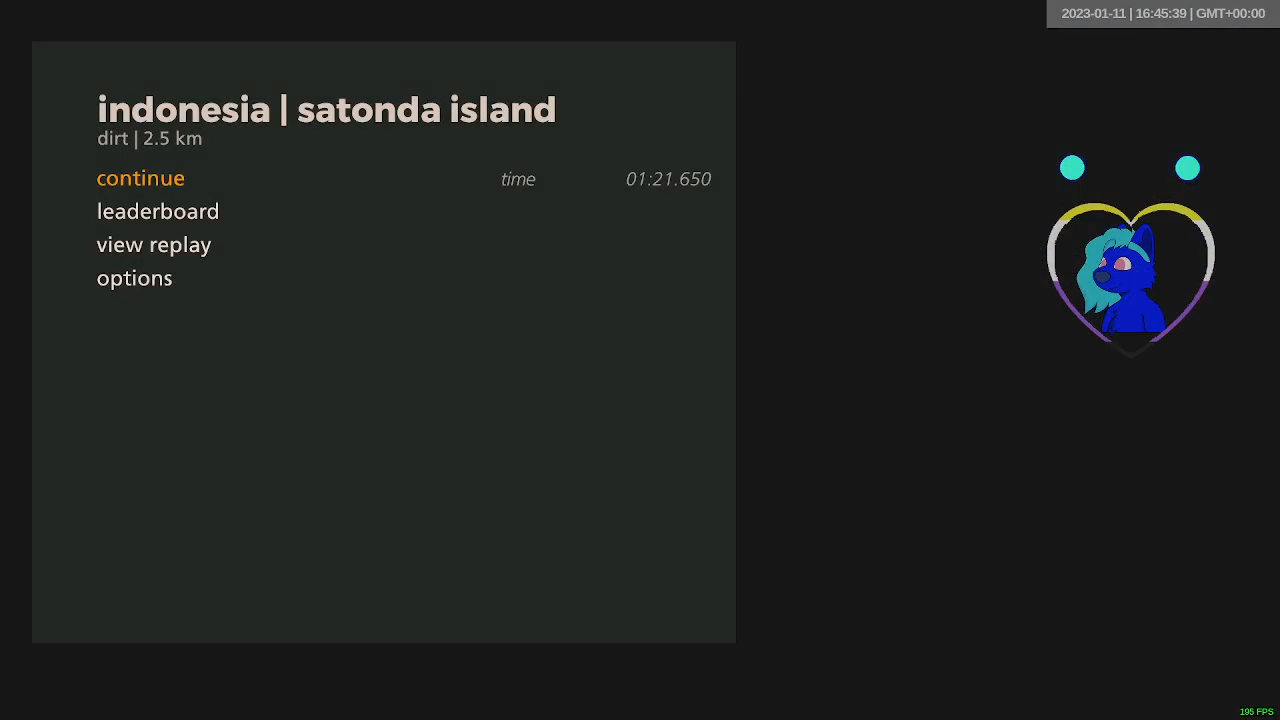 2023-01-11 | 16:45:39 | GMT+00:00
indonesia | satonda island
dirt | 2.5 km
continue time 01:21.650
leaderboard
view replay
options
195 FPS